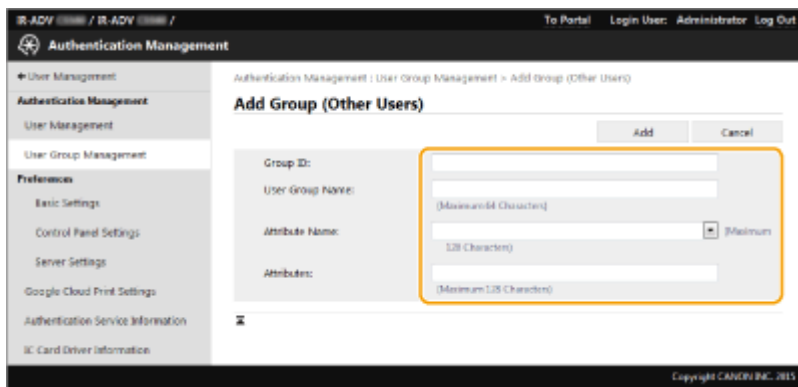 iR-ADV / iR-ADV /
To Portal Login User: Administrator Log Out
Authentication Management
User Management
Authentication Management
User Management
User Group Management
Preferences
Basic Settings
Control Panel Settings
Server Settings
Google Cloud Print Settings
Authentication Service Information
IC Card Driver Information
Authentication Management : User Group Management > Add Group (Other Users)
Add Group (Other Users)
Add Cancel
Group ID:
User Group Name:
(Maximum 64 Characters)
Attribute Name:
(Maximum
128 Characters)
Attributes:
(Maximum 128 Characters)
Copyright CANON INC. 2015